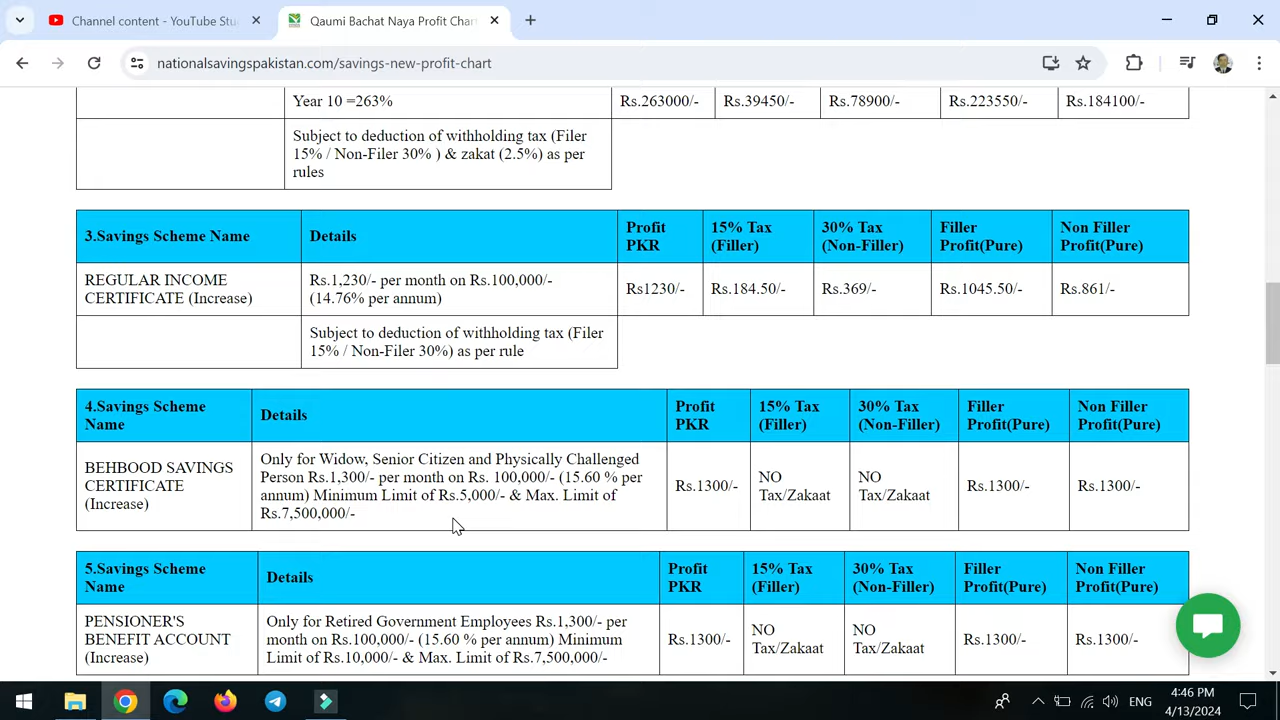 Channel content - YouTube Stu
Qaumi Bachat Naya Profit Char
nationalsavingspakistan.com/savings-new-profit-chart
Year 10 =263% Rs.263000/- Rs.39450/- Rs.78900/- Rs.223550/- Rs.184100/-
Subject to deduction of withholding tax (Filer
15% / Non-Filer 30% ) & zakat (2.5%) as per
rules
3.Savings Scheme Name Details Profit PKR 15% Tax (Filler) 30% Tax (Non-Filler) Filler Profit(Pure) Non Filler Profit(Pure)
REGULAR INCOME
CERTIFICATE (Increase)
Rs.1,230/- per month on Rs.100,000/-
(14.76% per annum)
Rs1230/- Rs.184.50/- Rs.369/- Rs.1045.50/- Rs.861/-
Subject to deduction of withholding tax (Filer
15% / Non-Filer 30%) as per rule
4.Savings Scheme
Name
Details
Profit
PKR
15% Tax
(Filler)
30% Tax
(Non-Filler)
Filler
Profit(Pure)
Non Filler
Profit(Pure)
BEHBOOD SAVINGS
CERTIFICATE
(Increase)
Only for Widow, Senior Citizen and Physically Challenged
Person Rs.1,300/- per month on Rs. 100,000/- (15.60 % per
annum) Minimum Limit of Rs.5,000/- & Max. Limit of
Rs.7,500,000/-
Rs.1300/-
NO
Tax/Zakaat
NO
Tax/Zakaat
Rs.1300/-
Rs.1300/-
5.Savings Scheme
Name
Details
Profit
PKR
15% Tax
(Filler)
30% Tax
(Non-Filler)
Filler
Profit(Pure)
Non Filler
Profit(Pure)
PENSIONER'S
BENEFIT ACCOUNT
(Increase)
Only for Retired Government Employees Rs.1,300/- per
month on Rs.100,000/- (15.60 % per annum) Minimum
Limit of Rs.10,000/- & Max. Limit of Rs.7,500,000/-
Rs.1300/-
NO
Tax/Zakaat
NO
Tax/Zakaat
Rs.1300/-
Rs.1300/-
ENG
4:46 PM
4/13/2024